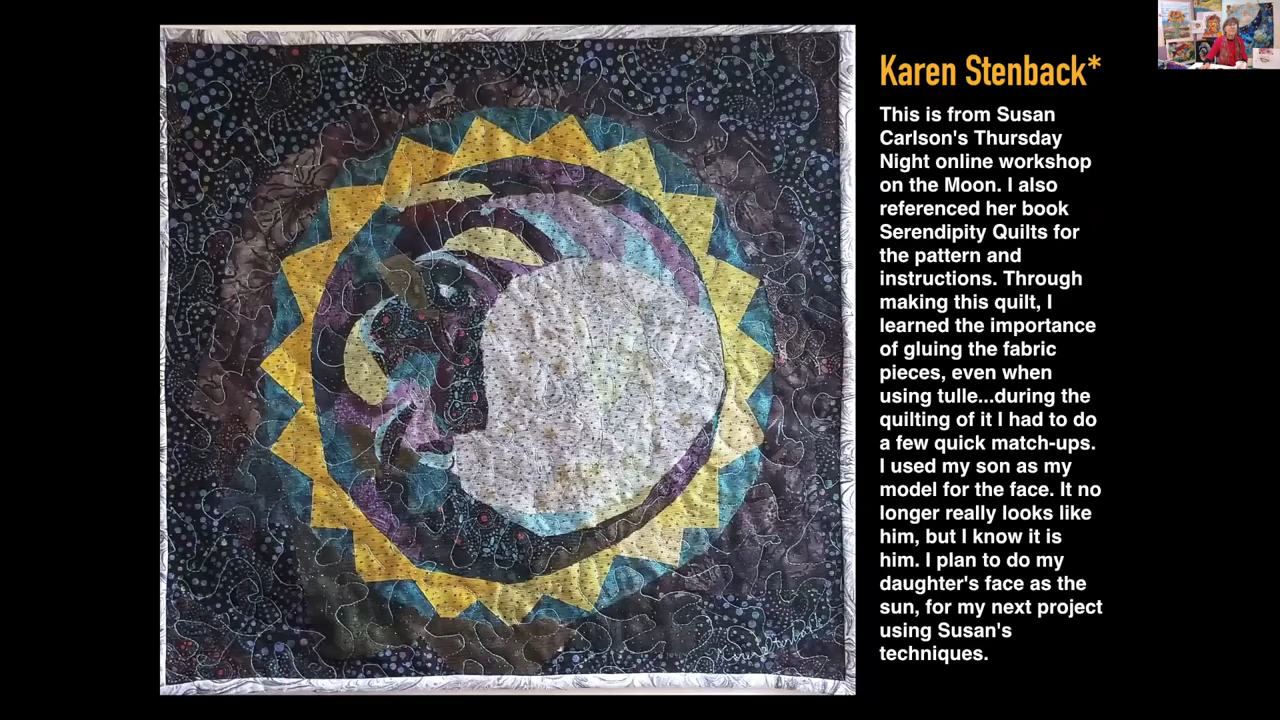 Karen Stenback*
This is from Susan
Carlson's Thursday
Night online workshop
on the Moon. I also
referenced her book
Serendipity Quilts for
the pattern and
instructions. Through
making this quilt, I
learned the importance
of gluing the fabric
pieces, even when
using tulle...during the
quilting of it I had to do
a few quick match-ups.
I used my son as my
model for the face. It no
longer really looks like
him, but I know it is
him. I plan to do my
daughter's face as the
sun, for my next project
using Susan's
techniques.
Karen Stenback